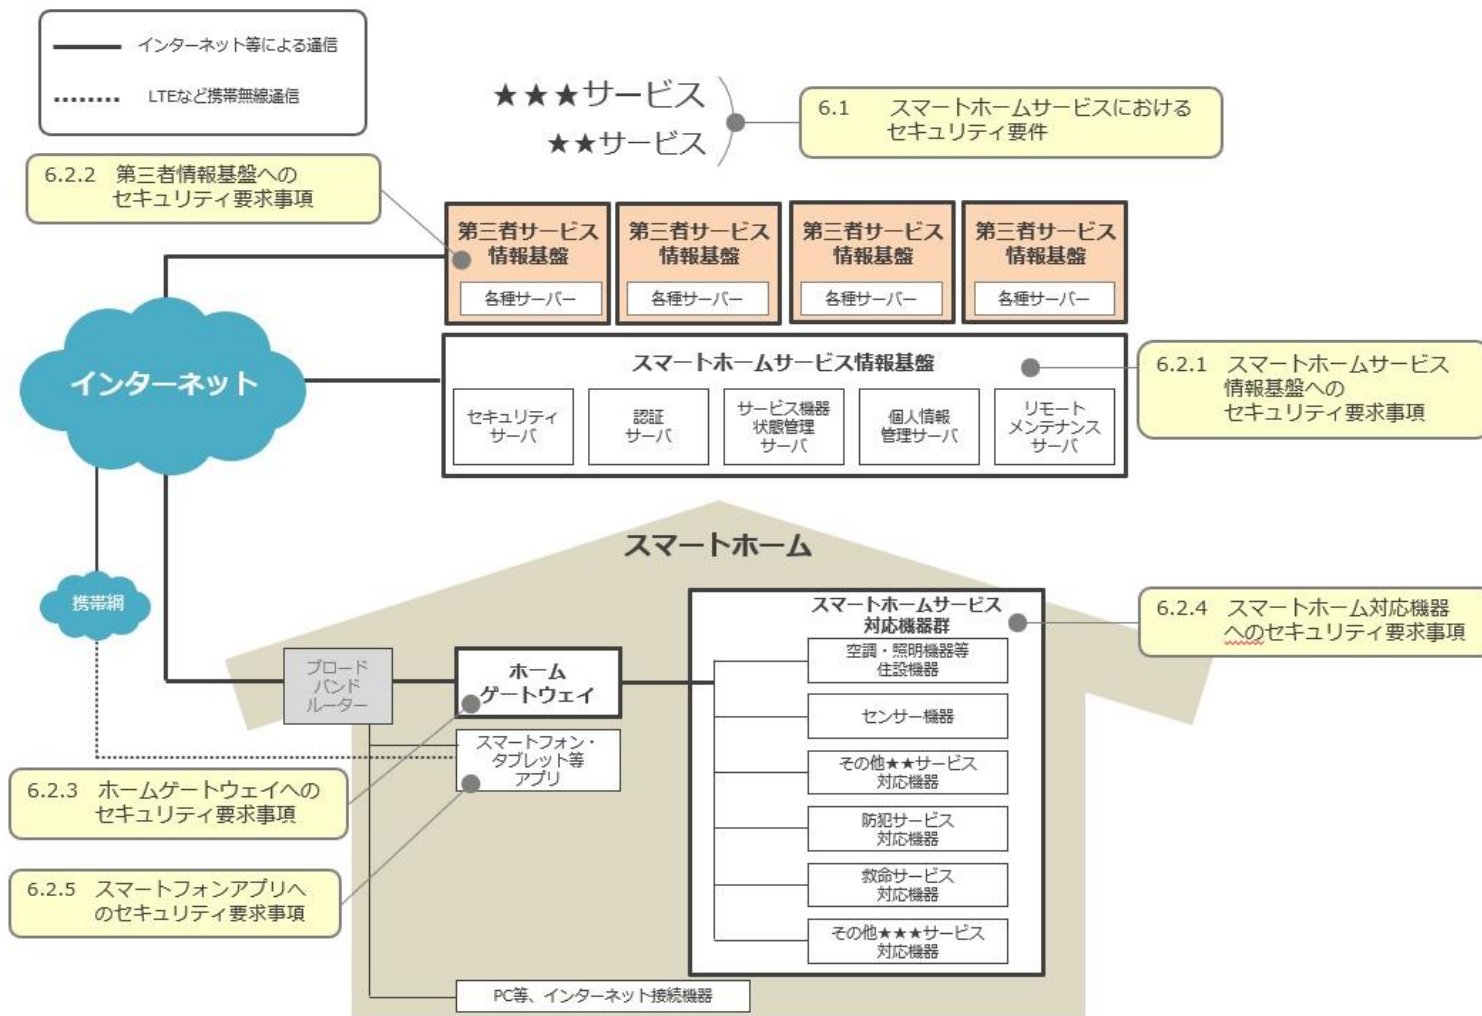 インターネット等による通信
LTEなど携帯無線通信
★★★サービス
★★サービス
6.1 スマートホームサービスにおける
セキュリティ要件
6.2.2 第三者情報基盤への
セキュリティ要求事項
第三者サービス
情報基盤
各種サーバー
第三者サービス
情報基盤
各種サーバー
第三者サービス
情報基盤
各種サーバー
第三者サービス
情報基盤
各種サーバー
インターネット
スマートホームサービス情報基盤
セキュリティ
サーバ
認証
サーバ
サービス機器
状態管理
サーバ
個人情報
管理サーバ
リモート
メンテナンス
サーバ
6.2.1 スマートホームサービス
情報基盤への
セキュリティ要求事項
スマートホーム
携帯網
ブロード
バンド
ルーター
ホーム
ゲートウェイ
スマートフォン・
タブレット等
アプリ
スマートホームサービス
対応機器群
空調・照明機器等
住設機器
センサー機器
その他★★サービス
対応機器
防犯サービス
対応機器
救命サービス
対応機器
その他★★★サービス
対応機器
6.2.4 スマートホーム対応機器
へのセキュリティ要求事項
6.2.3 ホームゲートウェイへの
セキュリティ要求事項
6.2.5 スマートフォンアプリへ
のセキュリティ要求事項
PC等、インターネット接続機器